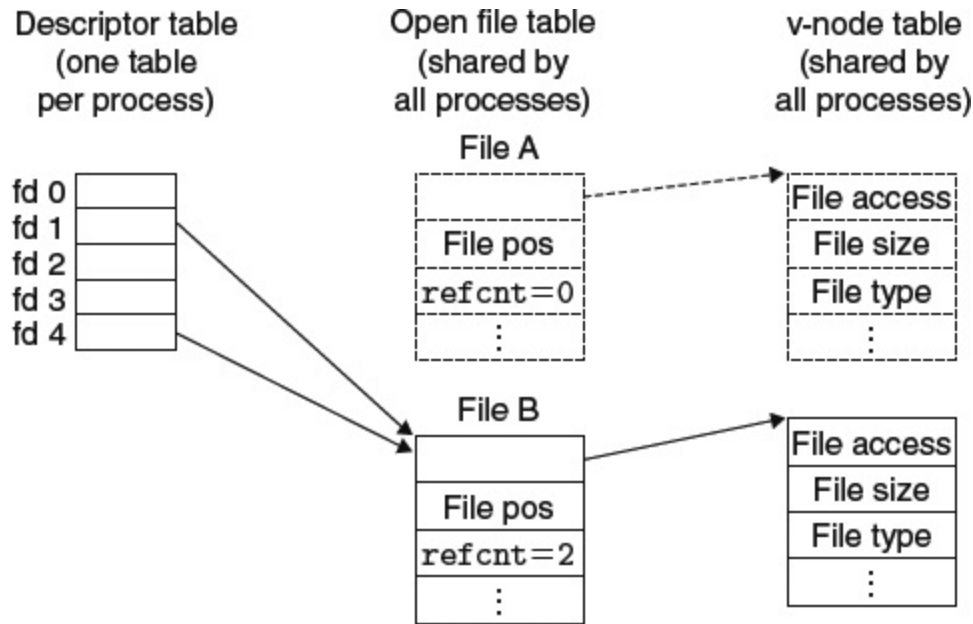 Descriptor table
(one table
per process)
Open file table
(shared by
all processes)
v-node table
(shared by
all processes)
File A
fd 0
fd 1
fd 2
fd 3
fd 4
File pos
refcnt=0
⋮
File access
File size
File type
⋮
File B
File pos
refcnt=2
⋮
File access
File size
File type
⋮